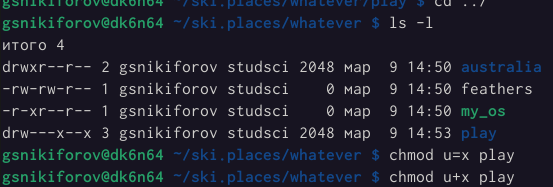 gsnikiforov@dk6n64 ~/ski.places/whatever/play $ cd ../
gsnikiforov@dk6n64 ~/ski.places/whatever $ ls -l
итого 4
drwxr--r-- 2 gsnikiforov studsci 2048 мар  9 14:50 australia
-rw-rw-r-- 1 gsnikiforov studsci    0 мар  9 14:50 feathers
-r-xr--r-- 1 gsnikiforov studsci    0 мар  9 14:50 my_os
drw---x--x 3 gsnikiforov studsci 2048 мар  9 14:53 play
gsnikiforov@dk6n64 ~/ski.places/whatever $ chmod u=x play
gsnikiforov@dk6n64 ~/ski.places/whatever $ chmod u+x play